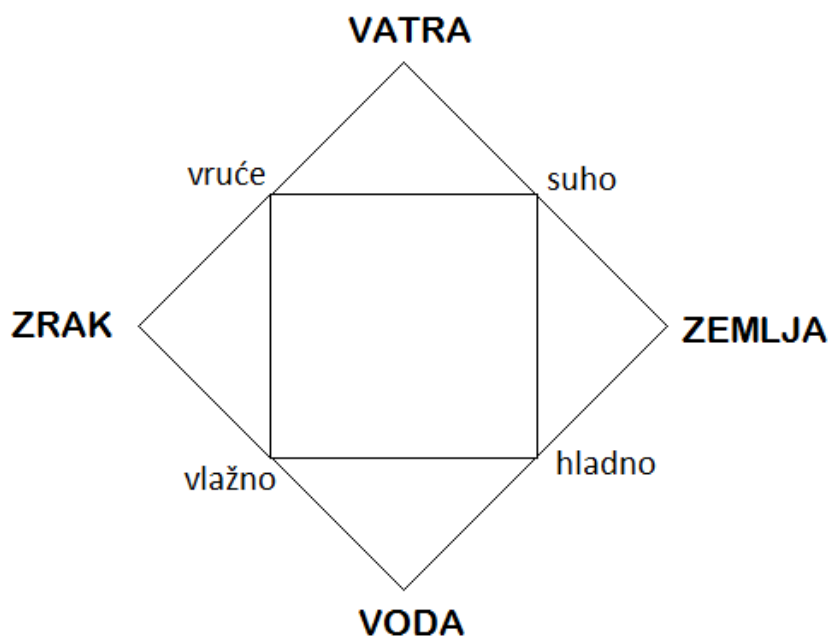 VATRA
vruće
suho
ZRAK
ZEMLJA
vlažno
hladno
VODA